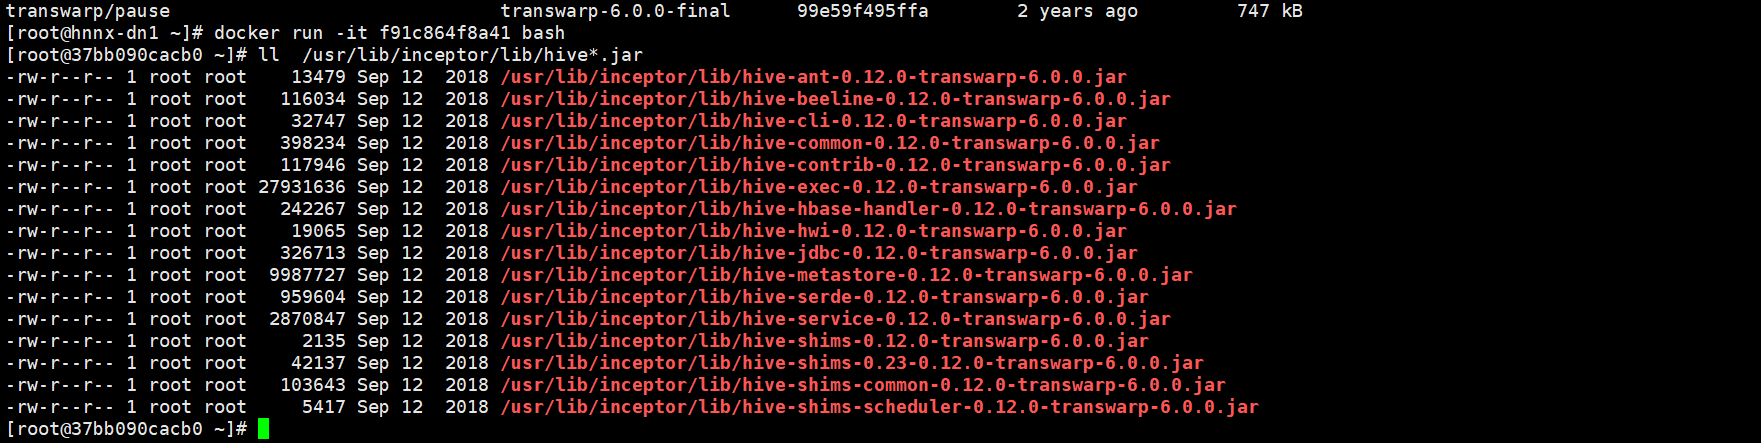 transwarp/pause                              transwarp-6.0.0-final      99e59f495ffa        2 years ago         747 kB
[root@hnnx-dn1 ~]# docker run -it f91c864f8a41 bash
[root@37bb090cacb0 ~]# ll  /usr/lib/inceptor/lib/hive*.jar
-rw-r--r-- 1 root root    13479 Sep 12  2018 /usr/lib/inceptor/lib/hive-ant-0.12.0-transwarp-6.0.0.jar
-rw-r--r-- 1 root root   116034 Sep 12  2018 /usr/lib/inceptor/lib/hive-beeline-0.12.0-transwarp-6.0.0.jar
-rw-r--r-- 1 root root    32747 Sep 12  2018 /usr/lib/inceptor/lib/hive-cli-0.12.0-transwarp-6.0.0.jar
-rw-r--r-- 1 root root   398234 Sep 12  2018 /usr/lib/inceptor/lib/hive-common-0.12.0-transwarp-6.0.0.jar
-rw-r--r-- 1 root root   117946 Sep 12  2018 /usr/lib/inceptor/lib/hive-contrib-0.12.0-transwarp-6.0.0.jar
-rw-r--r-- 1 root root 27931636 Sep 12  2018 /usr/lib/inceptor/lib/hive-exec-0.12.0-transwarp-6.0.0.jar
-rw-r--r-- 1 root root   242267 Sep 12  2018 /usr/lib/inceptor/lib/hive-hbase-handler-0.12.0-transwarp-6.0.0.jar
-rw-r--r-- 1 root root    19065 Sep 12  2018 /usr/lib/inceptor/lib/hive-hwi-0.12.0-transwarp-6.0.0.jar
-rw-r--r-- 1 root root   326713 Sep 12  2018 /usr/lib/inceptor/lib/hive-jdbc-0.12.0-transwarp-6.0.0.jar
-rw-r--r-- 1 root root  9987727 Sep 12  2018 /usr/lib/inceptor/lib/hive-metastore-0.12.0-transwarp-6.0.0.jar
-rw-r--r-- 1 root root   959604 Sep 12  2018 /usr/lib/inceptor/lib/hive-serde-0.12.0-transwarp-6.0.0.jar
-rw-r--r-- 1 root root  2870847 Sep 12  2018 /usr/lib/inceptor/lib/hive-service-0.12.0-transwarp-6.0.0.jar
-rw-r--r-- 1 root root     2135 Sep 12  2018 /usr/lib/inceptor/lib/hive-shims-0.12.0-transwarp-6.0.0.jar
-rw-r--r-- 1 root root    42137 Sep 12  2018 /usr/lib/inceptor/lib/hive-shims-0.23-0.12.0-transwarp-6.0.0.jar
-rw-r--r-- 1 root root   103643 Sep 12  2018 /usr/lib/inceptor/lib/hive-shims-common-0.12.0-transwarp-6.0.0.jar
-rw-r--r-- 1 root root     5417 Sep 12  2018 /usr/lib/inceptor/lib/hive-shims-scheduler-0.12.0-transwarp-6.0.0.jar
[root@37bb090cacb0 ~]#